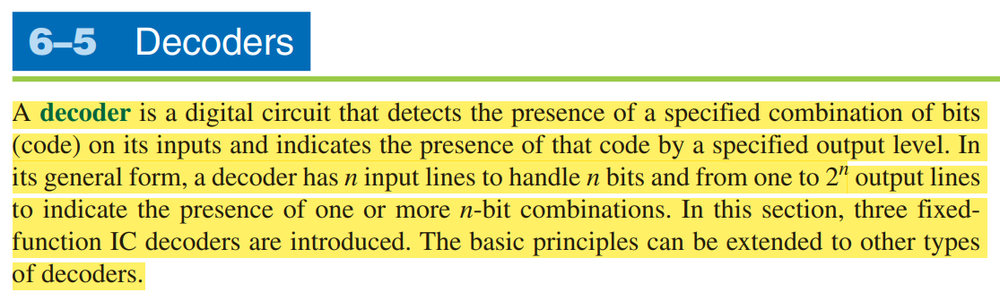 6–5 Decoders
A decoder is a digital circuit that detects the presence of a specified combination of bits
(code) on its inputs and indicates the presence of that code by a specified output level. In
its general form, a decoder has n input lines to handle n bits and from one to 2ⁿ output lines
to indicate the presence of one or more n-bit combinations. In this section, three fixed-
function IC decoders are introduced. The basic principles can be extended to other types
of decoders.